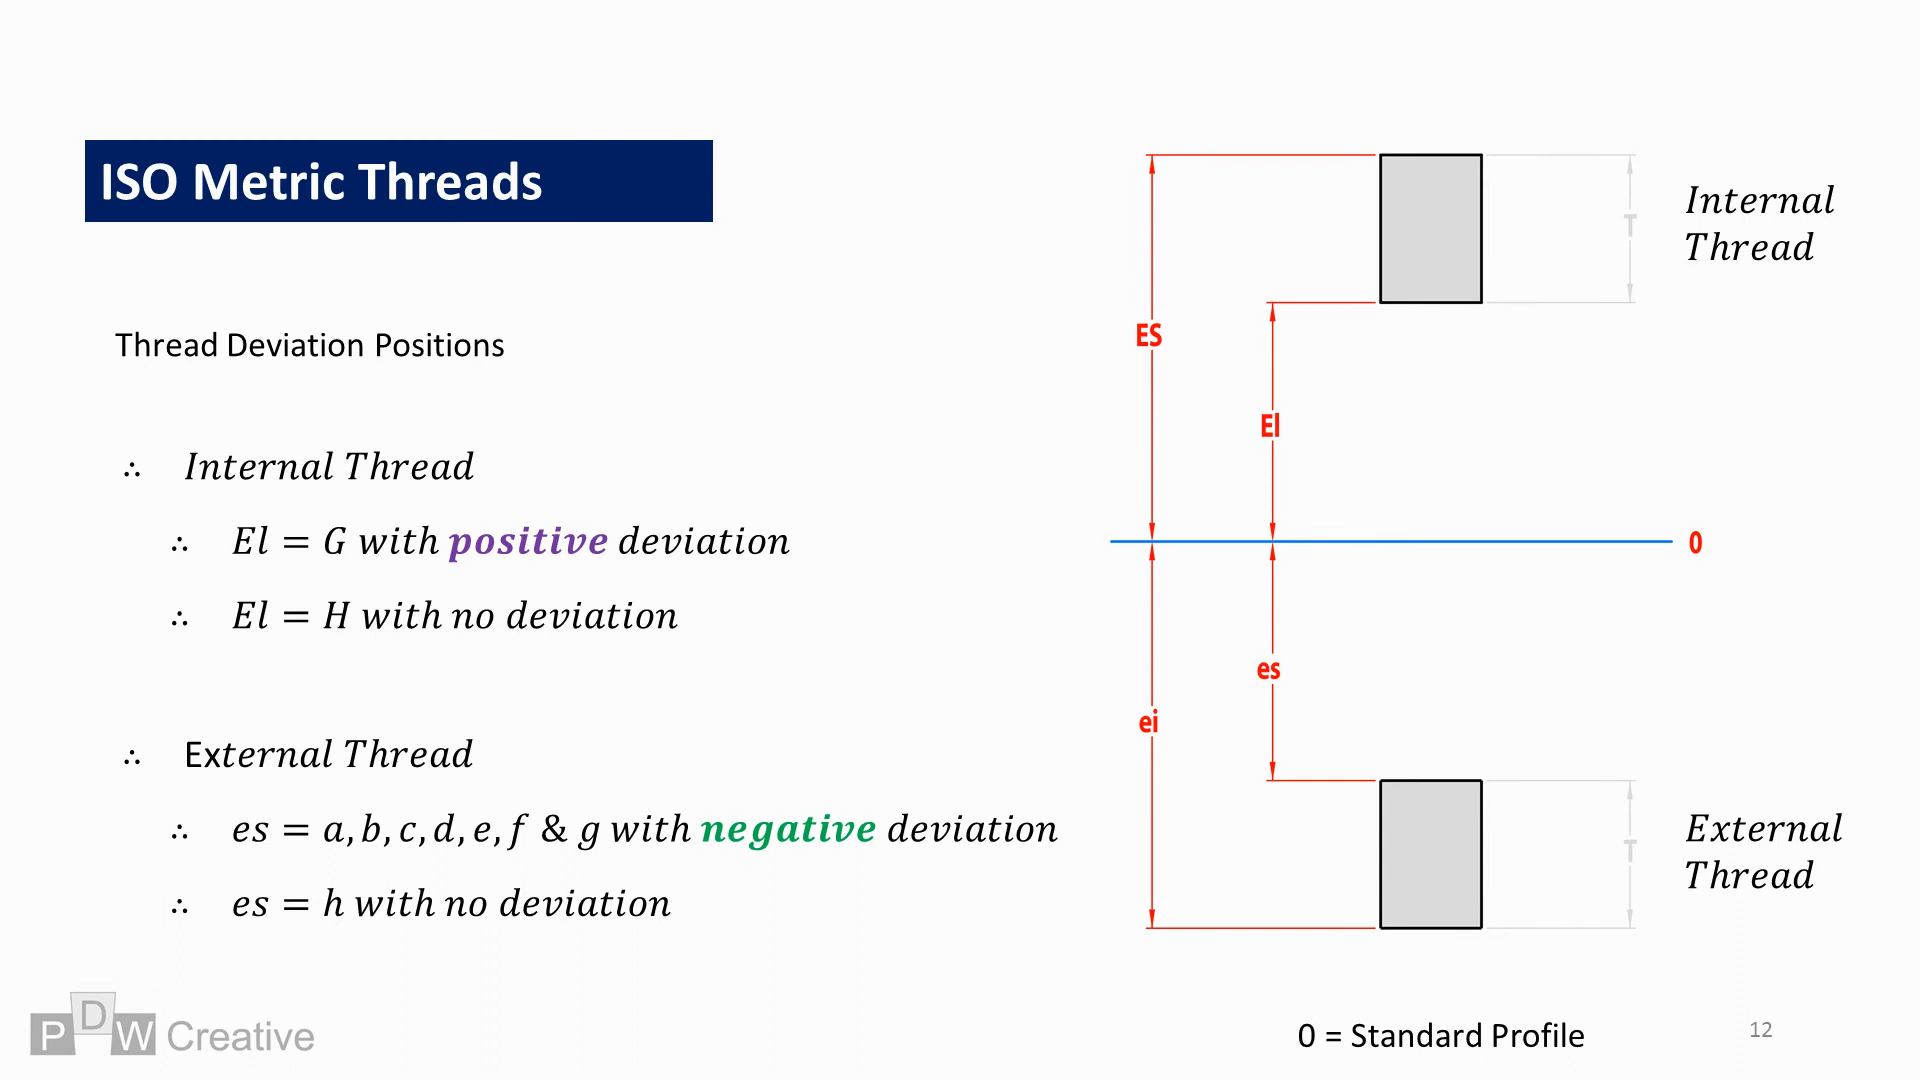 ISO Metric Threads
Thread Deviation Positions
∴ Internal Thread
∴ El = G with positive deviation
∴ El = H with no deviation
∴ External Thread
∴ es = a, b, c, d, e, f & g with negative deviation
∴ es = h with no deviation
Internal
Thread
T
ES
El
0
es
ei
T
External
Thread
0 = Standard Profile
12
PDW Creative